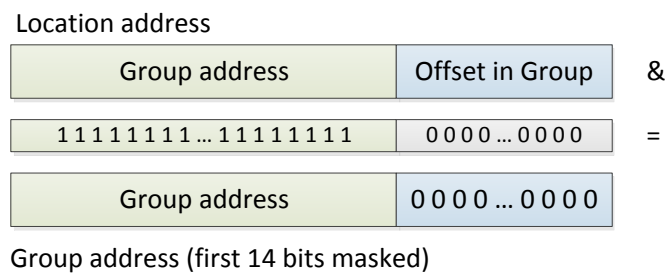 Location address
Group address Offset in Group &
1 1 1 1 1 1 1 1 ... 1 1 1 1 1 1 1 1 0 0 0 0 ... 0 0 0 0 =
Group address 0 0 0 0 ... 0 0 0 0
Group address (first 14 bits masked)